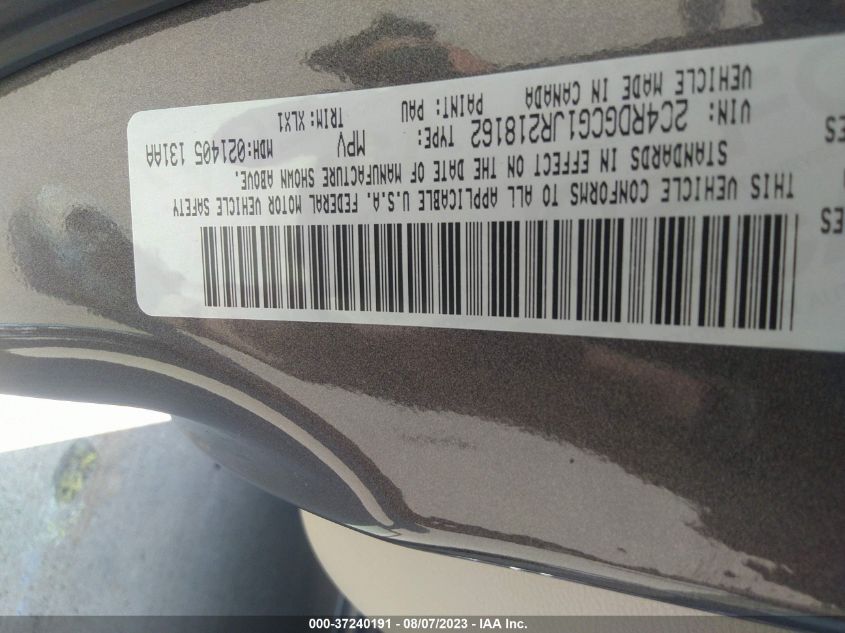 ES
THIS VEHICLE CONFORMS TO ALL APPLICABLE U.S.A. FEDERAL MOTOR VEHICLE SAFETY
STANDARDS IN EFFECT ON THE DATE OF MANUFACTURE SHOWN ABOVE.
ES
VIN: 2C4RDGCG1JR218162 TYPE: MPV MDH:021405 131AA
VEHICLE MADE IN CANADA PAINT: PAU TRIM: XLX1
000-37240191 - 08/07/2023 - IAA Inc.